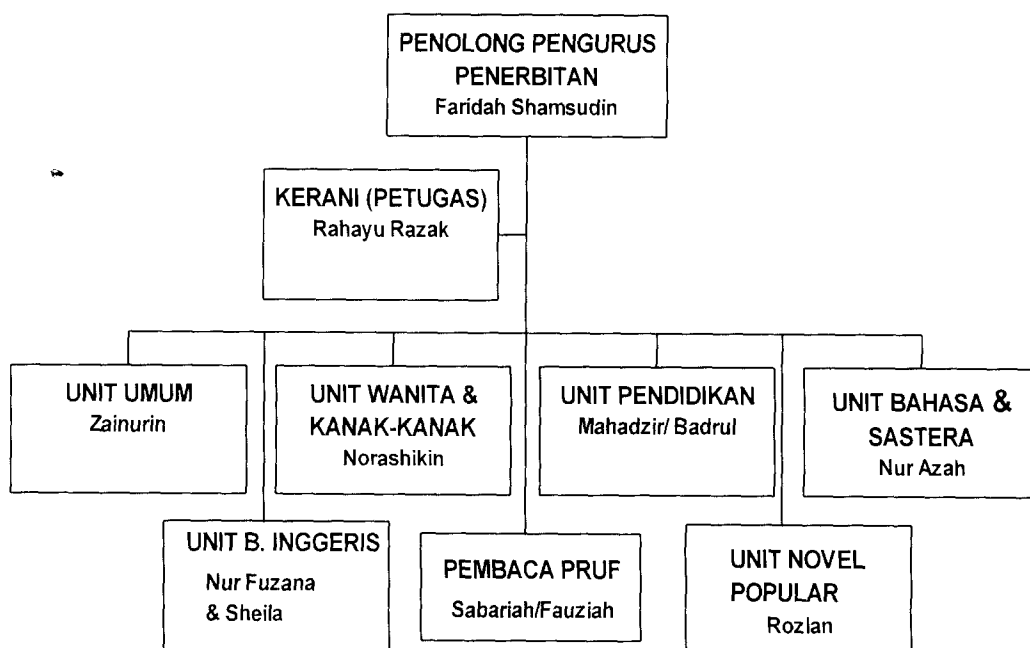 PENOLONG PENGURUS
PENERBITAN
Faridah Shamsudin
KERANI (PETUGAS)
Rahayu Razak
UNIT UMUM
Zainurin
UNIT WANITA &
KANAK-KANAK
Norashikin
UNIT PENDIDIKAN
Mahadzir/ Badrul
UNIT BAHASA &
SASTERA
Nur Azah
UNIT B. INGGERIS
Nur Fuzana
& Sheila
PEMBACA PRUF
Sabariah/Fauziah
UNIT NOVEL
POPULAR
Rozlan